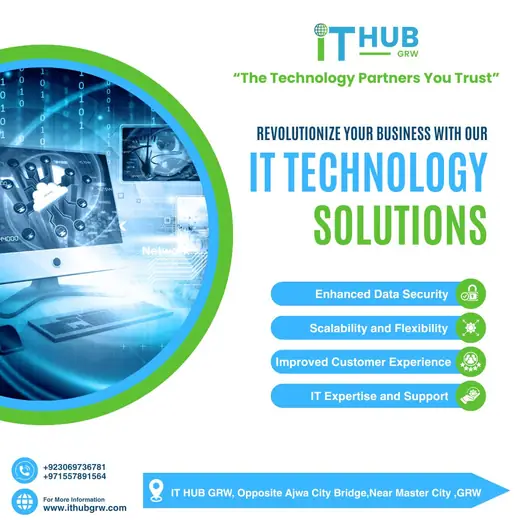 IT HUB
GRW
“The Technology Partners You Trust”
REVOLUTIONIZE YOUR BUSINESS WITH OUR
IT TECHNOLOGY
SOLUTIONS
Network
Enhanced Data Security
Scalability and Flexibility
Improved Customer Experience
IT Expertise and Support
+923069736781
+971557891564
For More Information
www.ithubgrw.com
IT HUB GRW, Opposite Ajwa City Bridge,Near Master City ,GRW